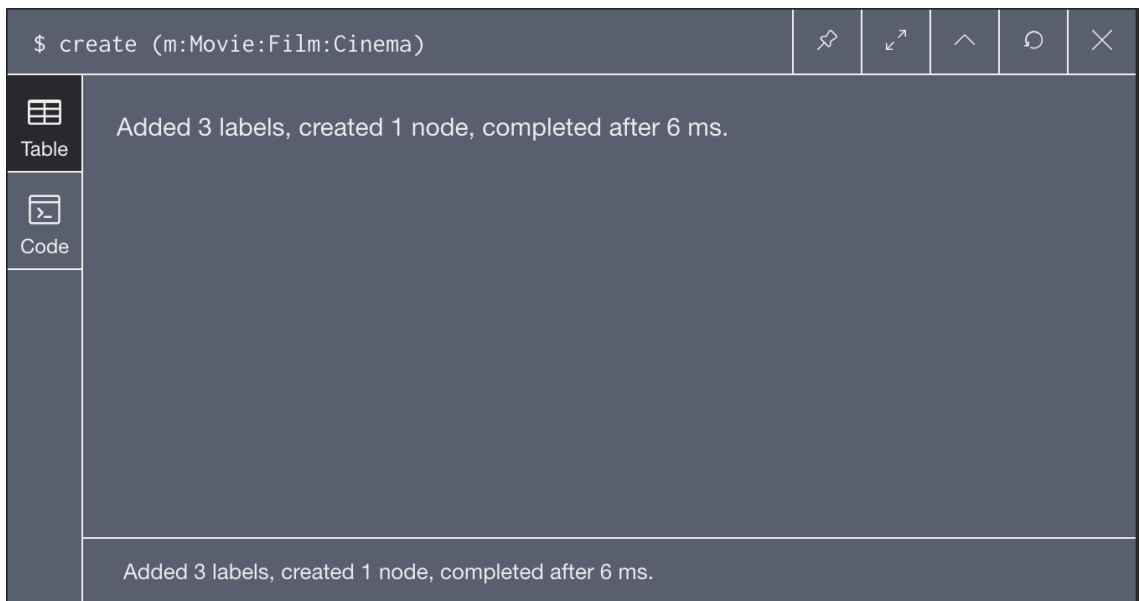 $ create (m:Movie:Film:Cinema)
Table
Added 3 labels, created 1 node, completed after 6 ms.
Code
Added 3 labels, created 1 node, completed after 6 ms.